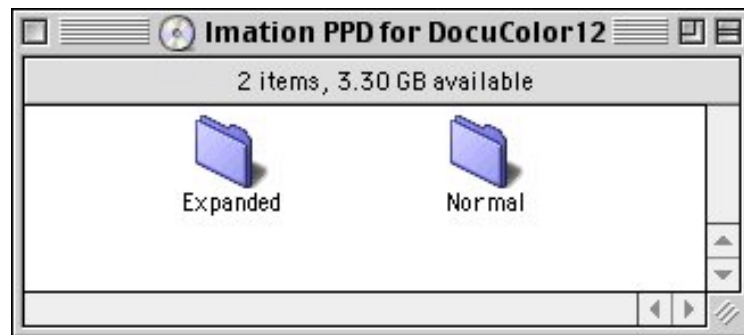 Imation PPD for DocuColor12
2 items, 3.30 GB available
Expanded Normal